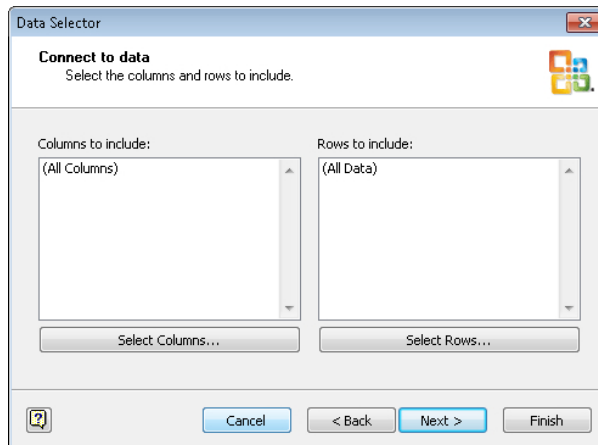 Data Selector
Connect to data
Select the columns and rows to include.
Columns to include:
Rows to include:
(All Columns)
(All Data)
Select Columns...
Select Rows...
Cancel
< Back
Next >
Finish